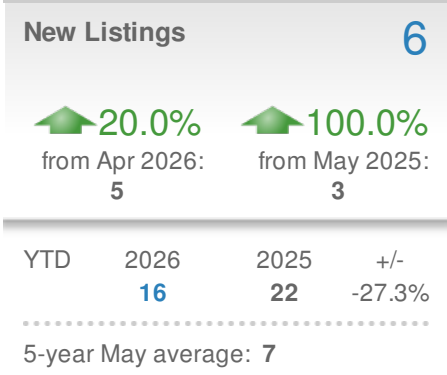 New Listings 6
20.0% 100.0%
from Apr 2026: from May 2025:
5 3
YTD 2026 2025 +/-
16 22 -27.3%
5-year May average: 7